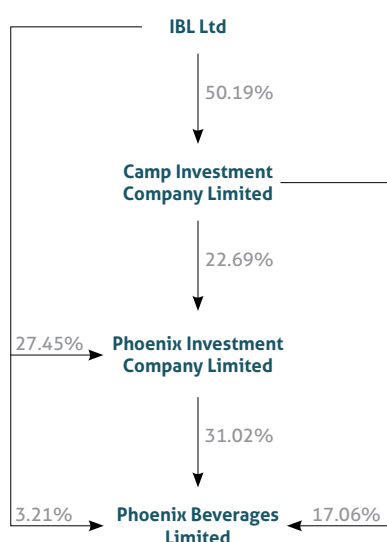 IBL Ltd
50.19%
Camp Investment
Company Limited
22.69%
27.45%
Phoenix Investment
Company Limited
31.02%
3.21%
Phoenix Beverages
Limited
17.06%